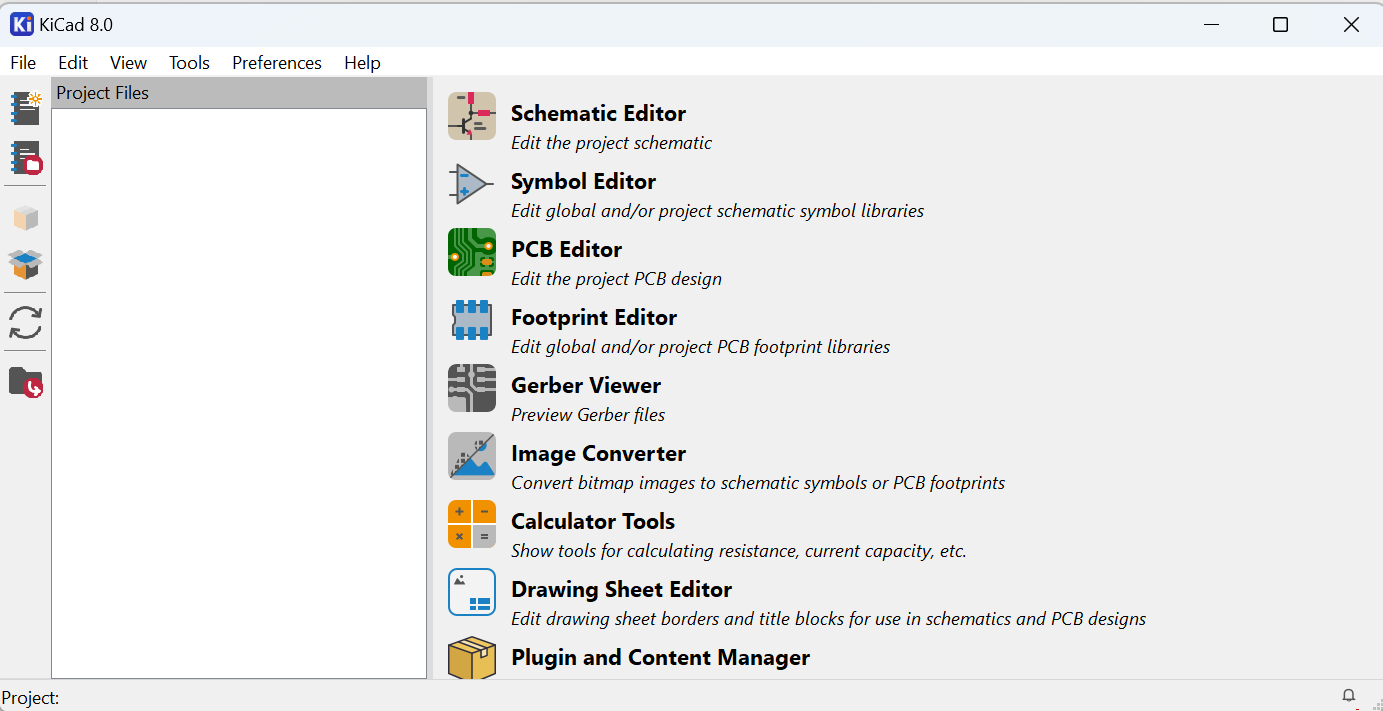 Ki KiCad 8.0
File Edit View Tools Preferences Help
Project Files
Schematic Editor
Edit the project schematic
Symbol Editor
Edit global and/or project schematic symbol libraries
PCB Editor
Edit the project PCB design
Footprint Editor
Edit global and/or project PCB footprint libraries
Gerber Viewer
Preview Gerber files
Image Converter
Convert bitmap images to schematic symbols or PCB footprints
Calculator Tools
Show tools for calculating resistance, current capacity, etc.
Drawing Sheet Editor
Edit drawing sheet borders and title blocks for use in schematics and PCB designs
Plugin and Content Manager
Project: